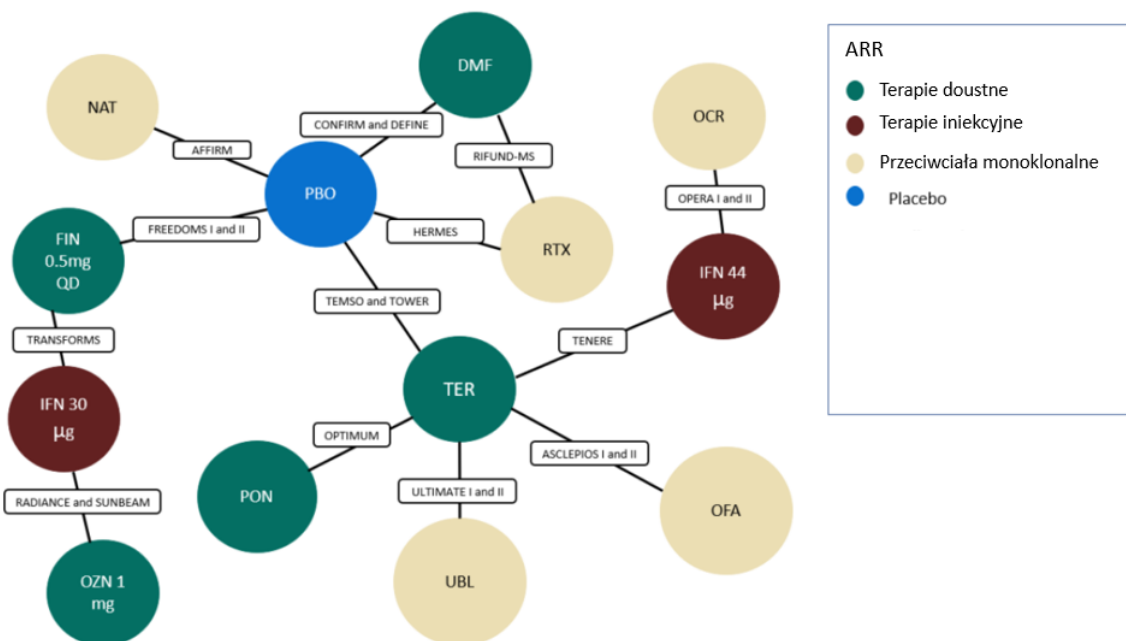 DMF
NAT
OCR
CONFIRM and DEFINE
AFFIRM
RIFUND-MS
PBO
OPERA I and II
FREEDOMS I and II
HERMES
FIN
0.5mg
QD
RTX
IFN 44
µg
TEMSO and TOWER
TRANSFORMS
TENERE
TER
IFN 30
µg
OPTIMUM
ASCLEPIOS I and II
RADIANCE and SUNBEAM
PON
ULTIMATE I and II
OFA
OZN 1
mg
UBL
ARR
Terapie doustne
Terapie iniekcyjne
Przeciwciała monoklonalne
Placebo